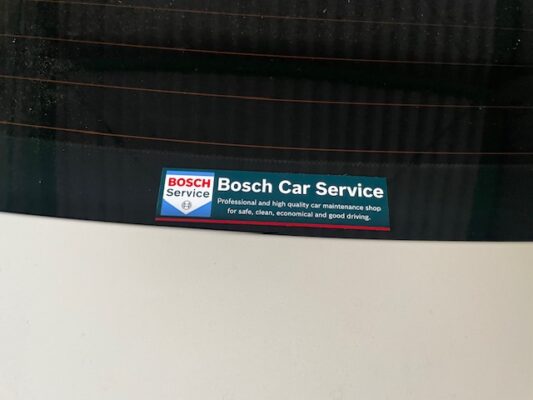 BOSCH
Service
Bosch Car Service
Professional and high quality car maintenance shop
for safe, clean, economical and good driving.